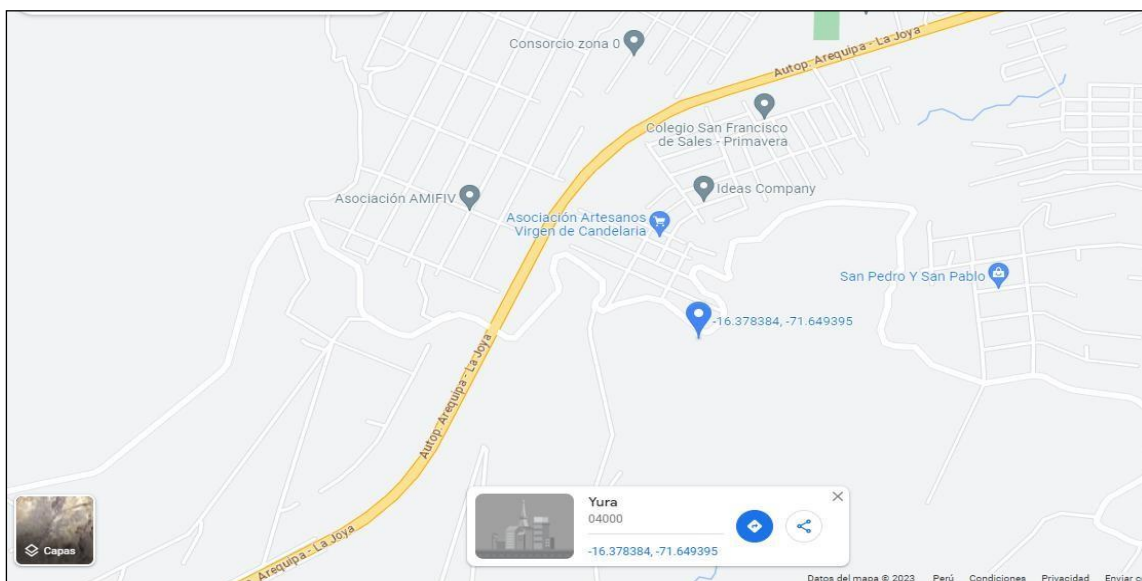 Consorcio zona 0
Autop. Arequipa - La Joya
Colegio San Francisco
de Sales - Primavera
Ideas Company
Asociación AMIFIV
Asociación Artesanos
Virgen de Candelaria
San Pedro Y San Pablo
-16.378384, -71.649395
Autop. Arequipa - La Joya
Autop. Arequipa - La Joya
Yura
04000
-16.378384, -71.649395
Capas
Datos del mapa © 2023 Perú Condiciones Privacidad Enviar